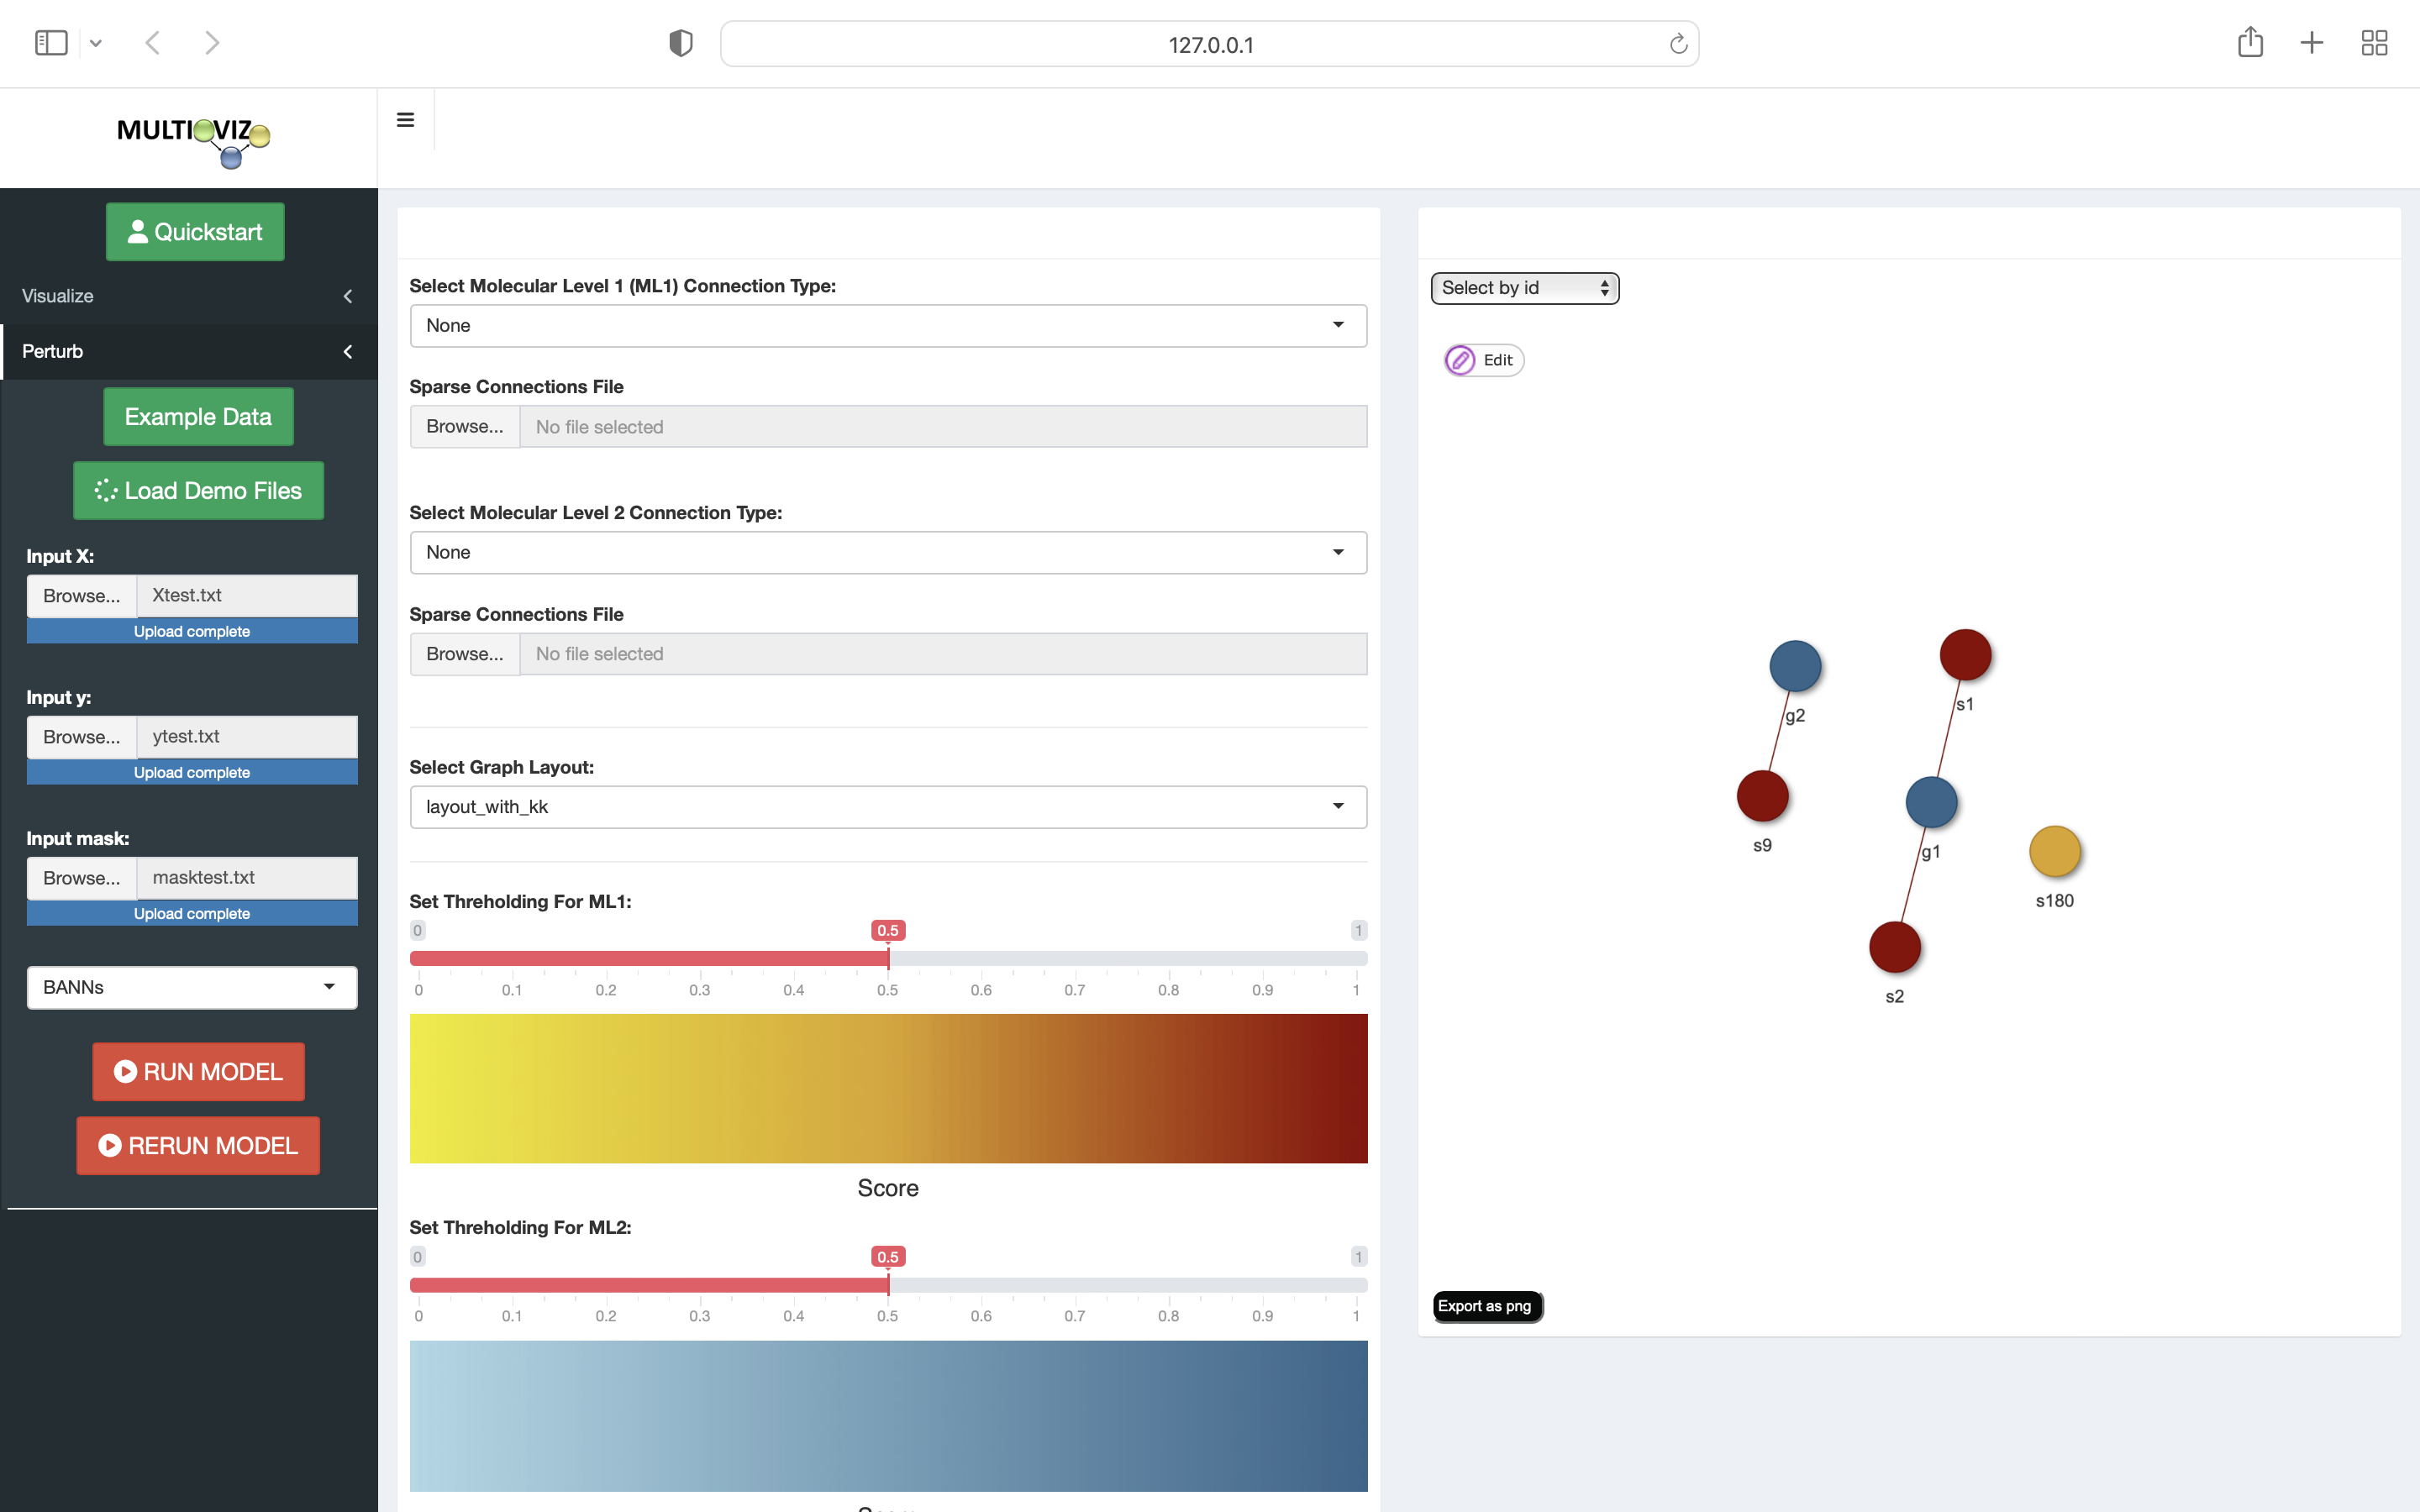 127.0.0.1
MULTIOVIZ
Quickstart
Visualize
Perturb
Example Data
Load Demo Files
Input X:
Browse... Xtest.txt
Upload complete
Input y:
Browse... ytest.txt
Upload complete
Input mask:
Browse... masktest.txt
Upload complete
BANNs
RUN MODEL
RERUN MODEL
Select Molecular Level 1 (ML1) Connection Type:
None
Sparse Connections File
Browse... No file selected
Select Molecular Level 2 Connection Type:
None
Sparse Connections File
Browse... No file selected
Select Graph Layout:
layout_with_kk
Set Threholding For ML1:
0 0.5 1
0 0.1 0.2 0.3 0.4 0.5 0.6 0.7 0.8 0.9 1
Score
Set Threholding For ML2:
0 0.5 1
0 0.1 0.2 0.3 0.4 0.5 0.6 0.7 0.8 0.9 1
Select by id
Edit
s1
g2
s9
g1
s180
s2
Export as png